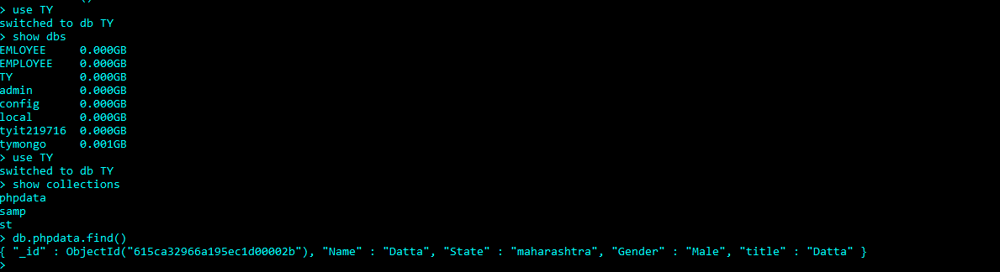 > use TY
switched to db TY
> show dbs
EMLOYEE     0.000GB
EMPLOYEE    0.000GB
TY          0.000GB
admin       0.000GB
config      0.000GB
local       0.000GB
tyit219716  0.000GB
tymongo     0.001GB
> use TY
switched to db TY
> show collections
phpdata
samp
st
> db.phpdata.find()
{ "_id" : ObjectId("615ca32966a195ec1d00002b"), "Name" : "Datta", "State" : "maharashtra", "Gender" : "Male", "title" : "Datta" }
>